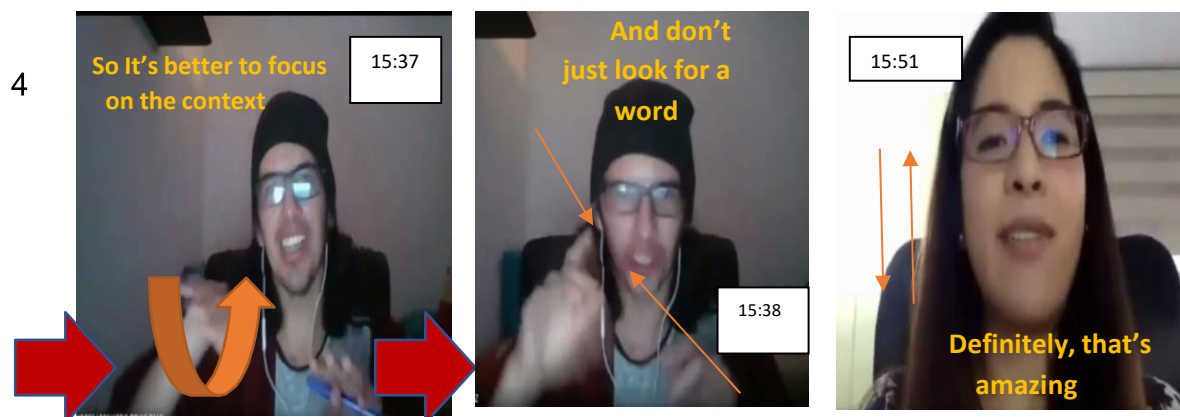 4
So It's better to focus
on the context
15:37
And don't
just look for a
word
15:38
15:51
Definitely, that's
amazing